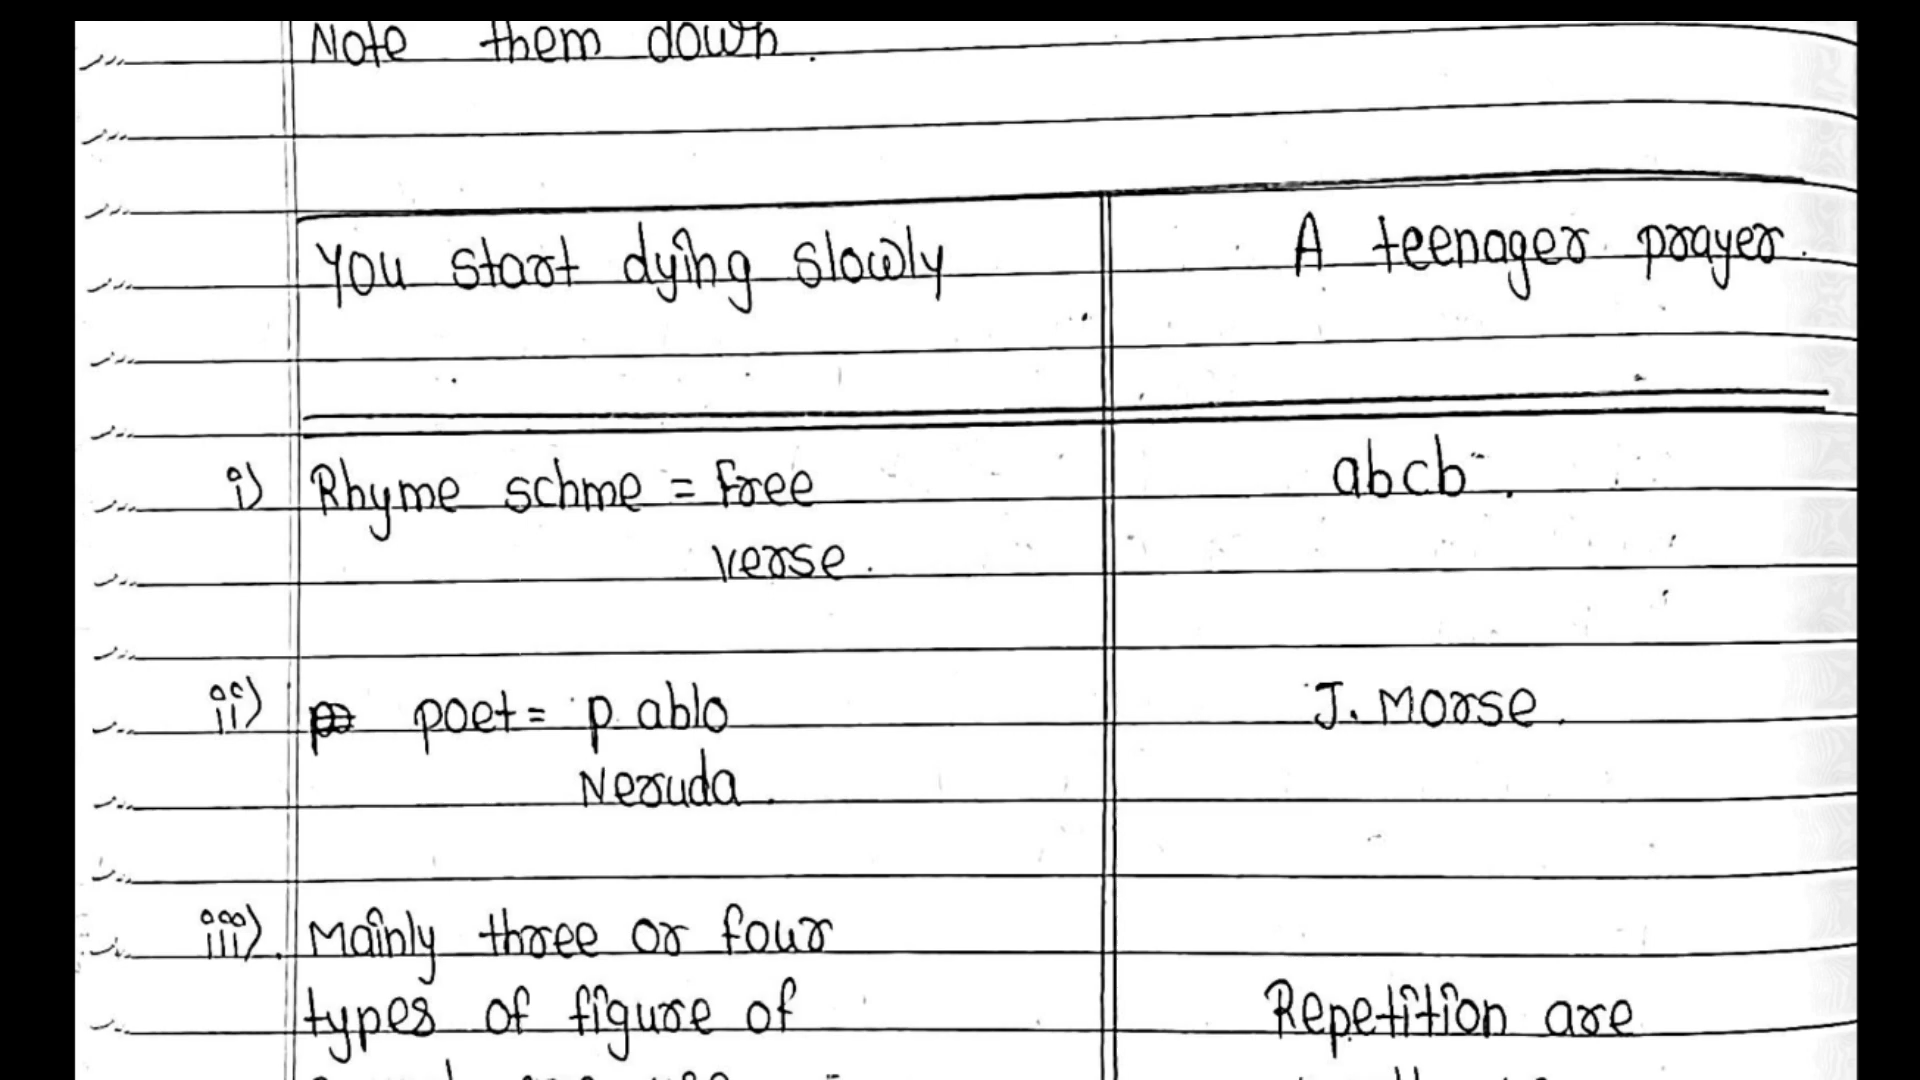 Note them down.
You start dying slowly
A teenager prayer.
i) Rhyme schme = Free
verse.
abcb.
ii) poet = pablo
Neruda.
J. Morse.
iii). Mainly three or four
types of figure of
Repetition are